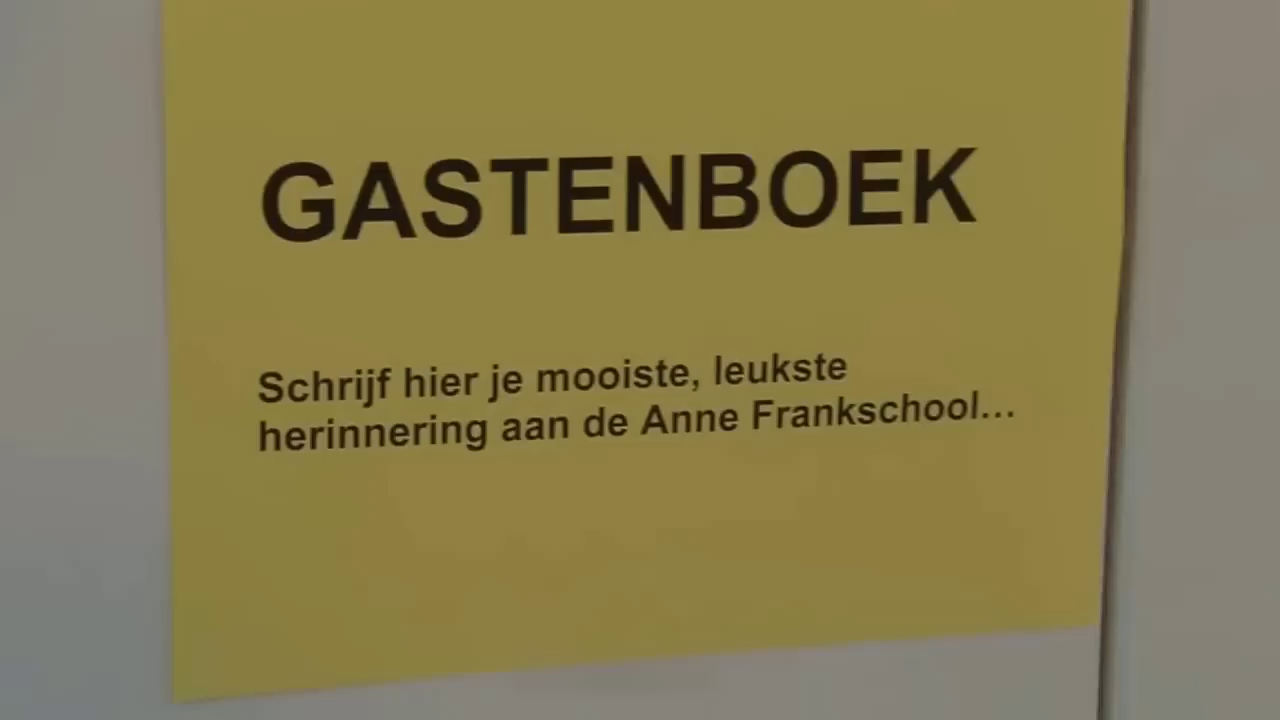 GASTENBOEK
Schrijf hier je mooiste, leukste
herinnering aan de Anne Frankschool...